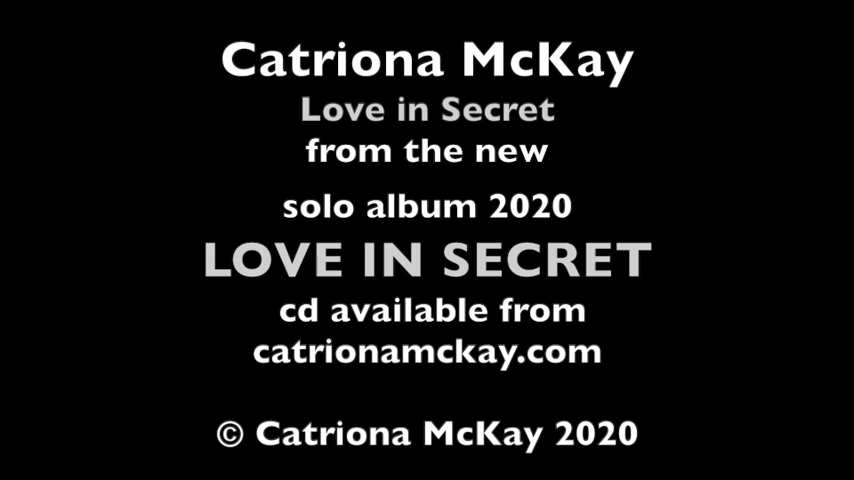 Catriona McKay
Love in Secret
from the new
solo album 2020
LOVE IN SECRET
cd available from
catrionamckay.com
© Catriona McKay 2020